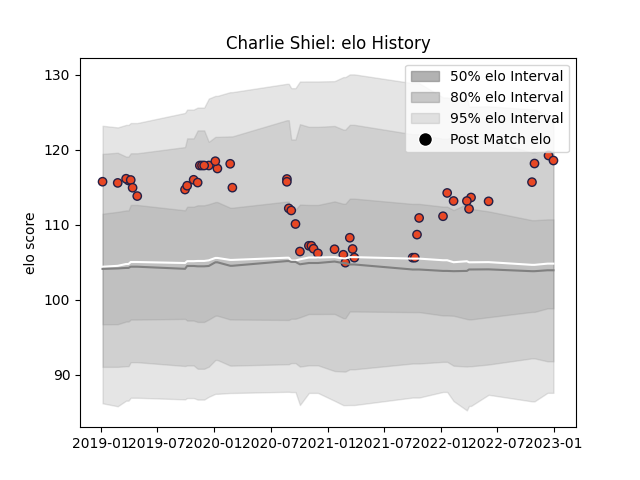 Charlie Shiel: elo History
130
120
110
100
90
elo score
50% elo Interval
80% elo Interval
95% elo Interval
Post Match elo
2019-01 2019-07 2020-01 2020-07 2021-01 2021-07 2022-01 2022-07 2023-01